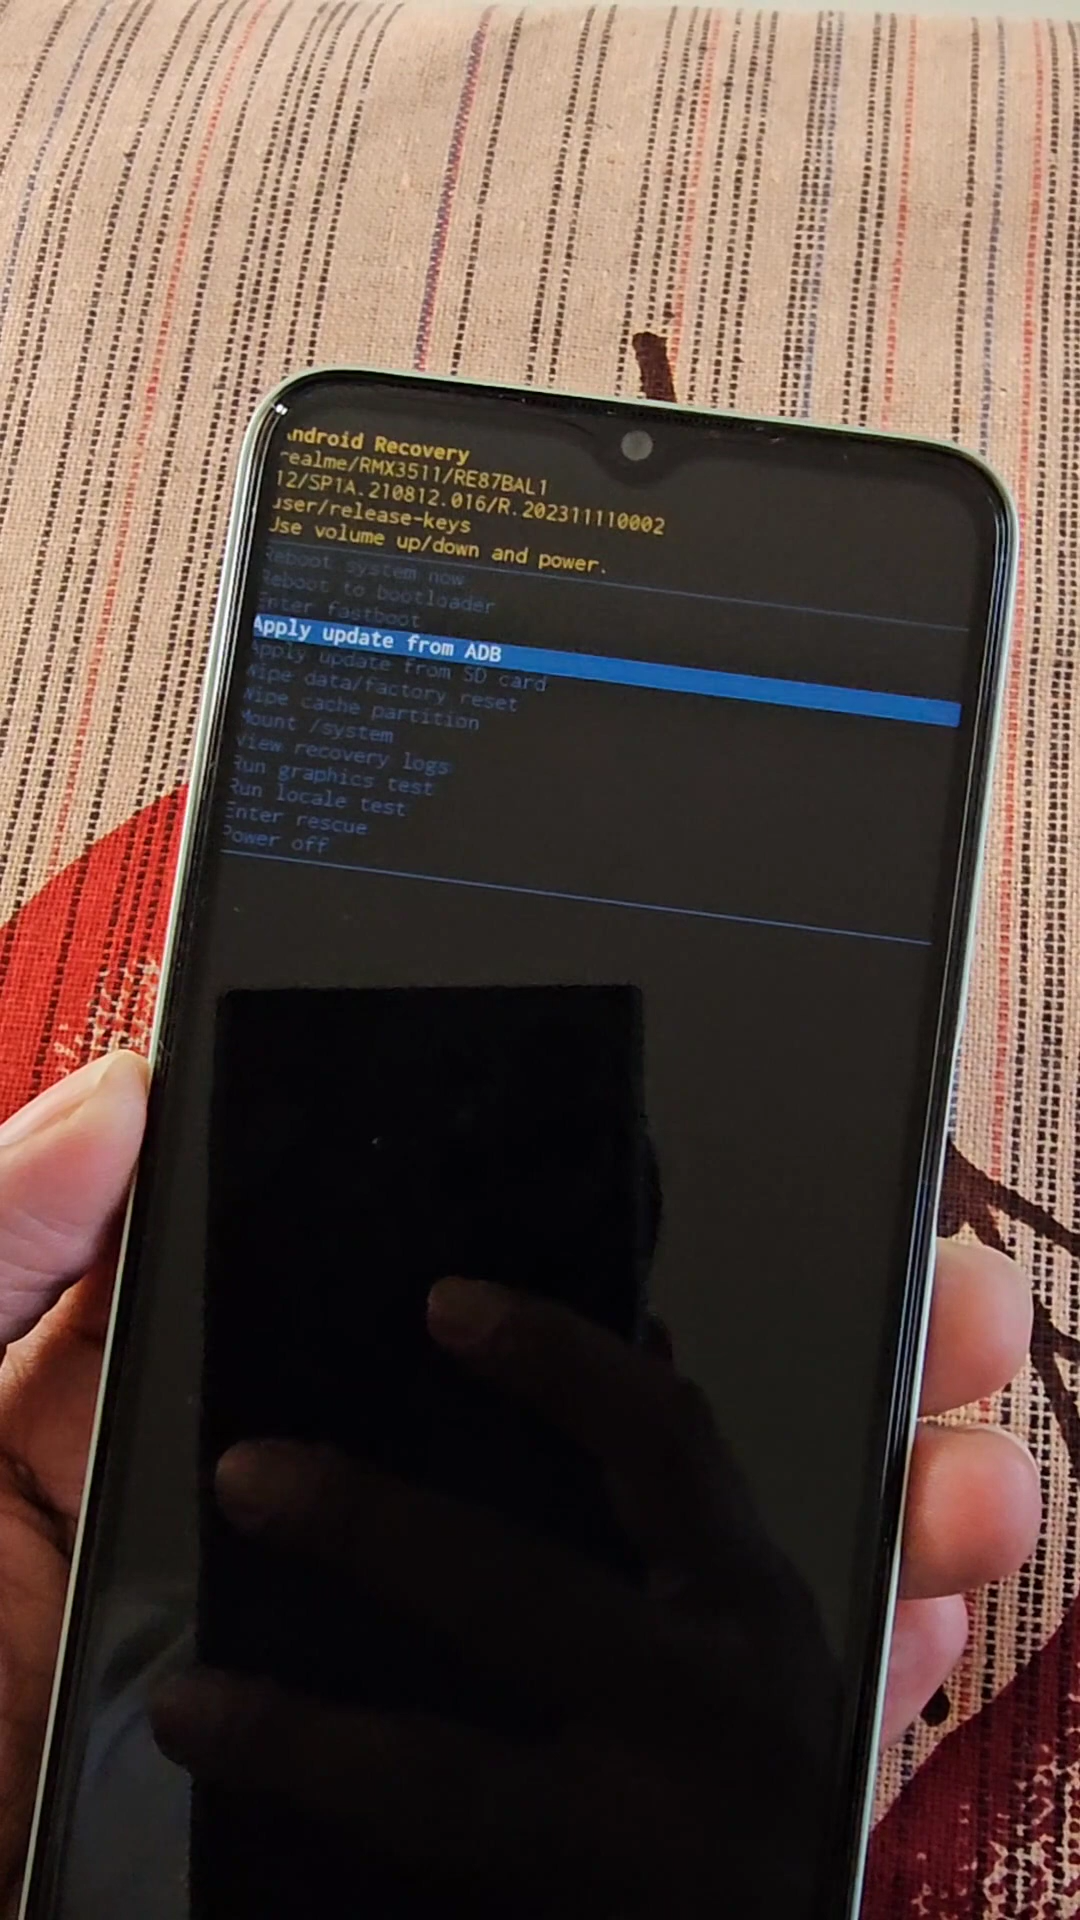 Android Recovery
realme/RMX3511/RE87BAL1
12/SP1A.210812.016/R.202311110002
user/release-keys
Use volume up/down and power.
Reboot system now
Reboot to bootloader
Enter fastboot
Apply update from ADB
Apply update from SD card
Wipe data/factory reset
Wipe cache partition
Mount /system
View recovery logs
Run graphics test
Run locale test
Enter rescue
Power off